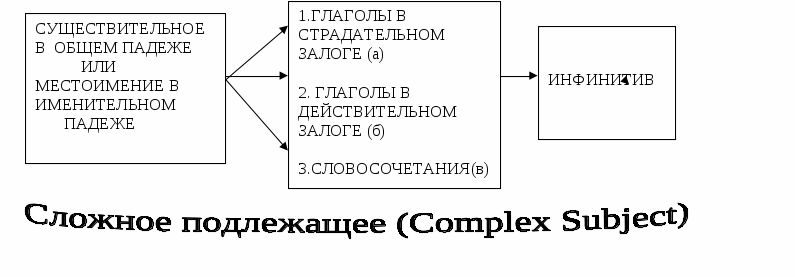 СУЩЕСТВИТЕЛЬНОЕ
В ОБЩЕМ ПАДЕЖЕ
ИЛИ
МЕСТОИМЕНИЕ В
ИМЕНИТЕЛЬНОМ
ПАДЕЖЕ
1.ГЛАГОЛЫ В
СТРАДАТЕЛЬНОМ
ЗАЛОГЕ (а)
2. ГЛАГОЛЫ В
ДЕЙСТВИТЕЛЬНОМ
ЗАЛОГЕ (б)
3.СЛОВОСОЧЕТАНИЯ(в)
ИНФИНИТИВ
Сложное подлежащее (Complex Subject)